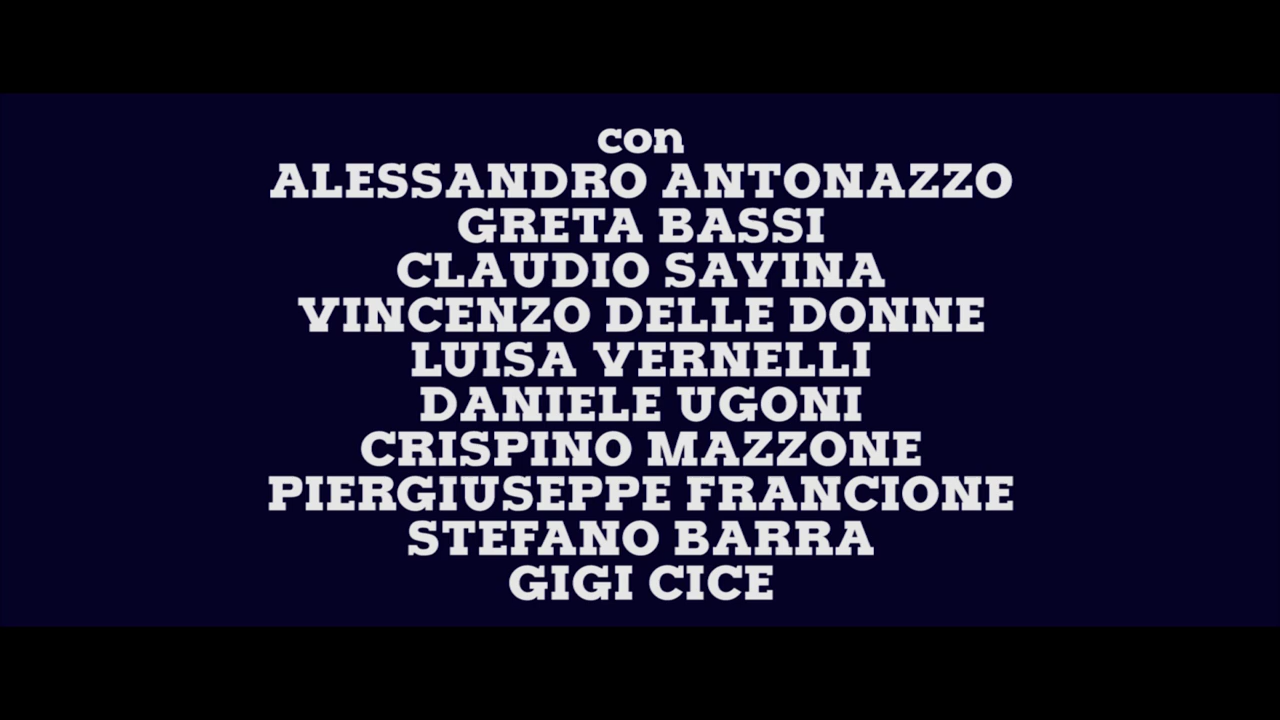 con
ALESSANDRO ANTONAZZO
GRETA BASSI
CLAUDIO SAVINA
VINCENZO DELLE DONNE
LUISA VERNELLI
DANIELE UGONI
CRISPINO MAZZONE
PIERGIUSEPPE FRANCIONE
STEFANO BARRA
GIGI CICE